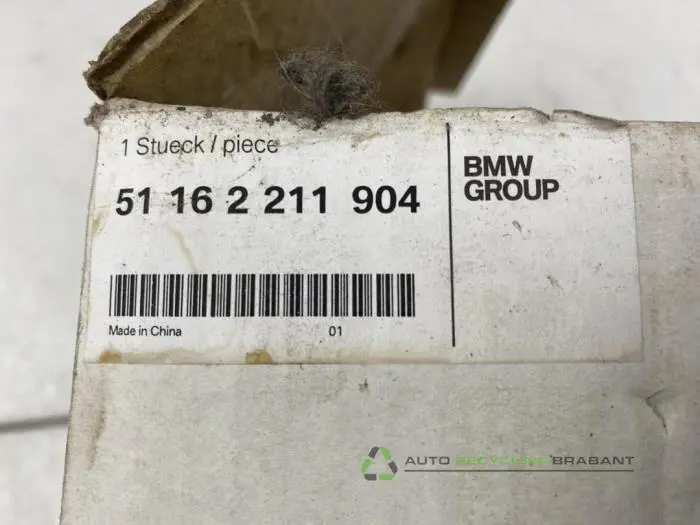 1 Stueck / piece
51 16 2 211 904
BMW
GROUP
Made in China
01
AUTO RECYCLING BRABANT